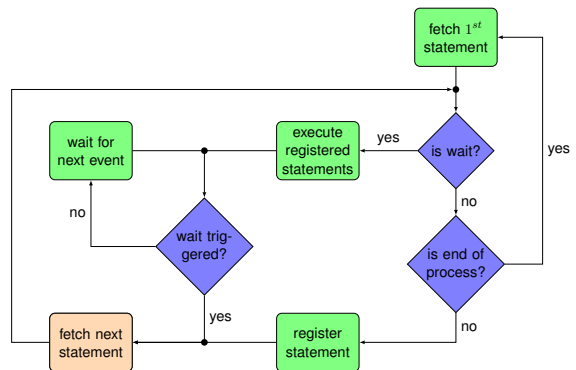 fetch 1st
statement
wait for
next event
execute
registered
statements
yes
is wait?
yes
no
no
wait trig-
gered?
is end of
process?
yes
no
fetch next
statement
register
statement